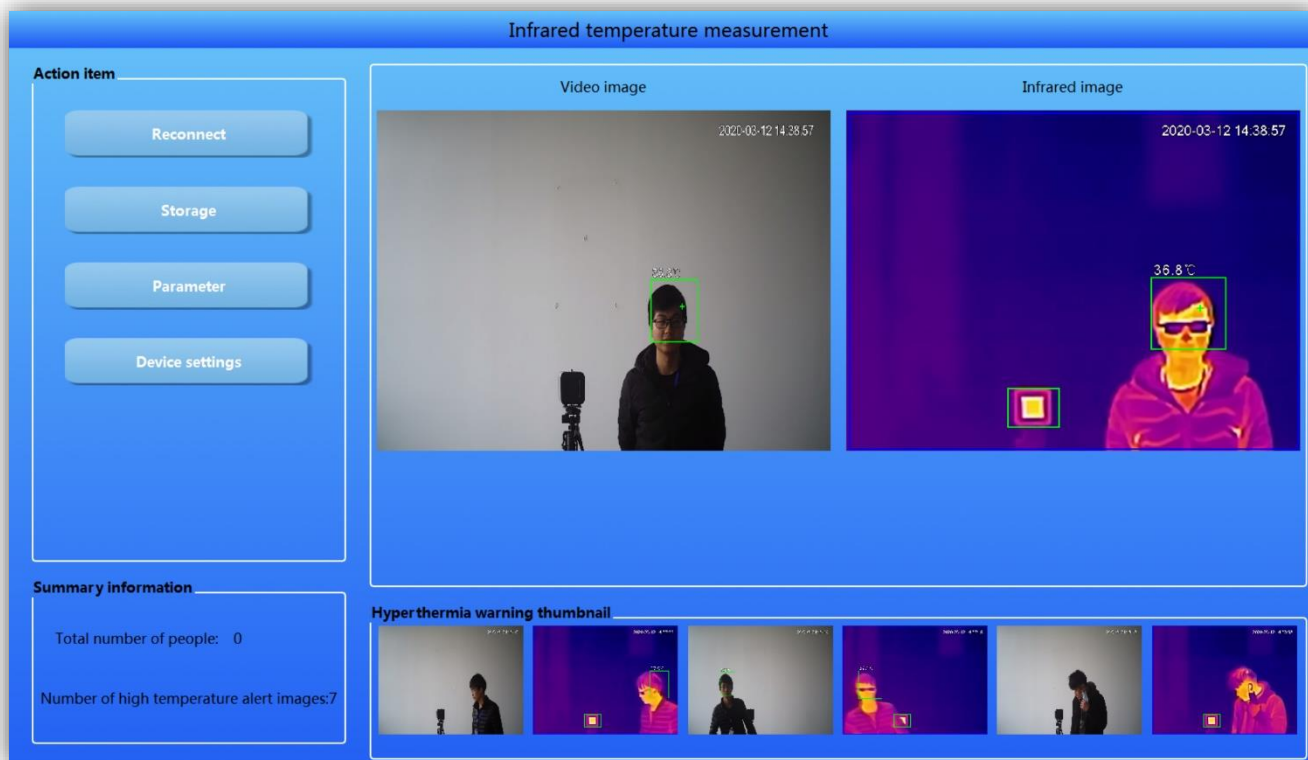 Infrared temperature measurement
Action item
Reconnect
Storage
Parameter
Device settings
Video image
Infrared image
2020-03-12 14:38:57
2020-03-12 14:38:57
36.8℃
Summary information
Total number of people: 0
Number of high temperature alert images:7
Hyperthermia warning thumbnail